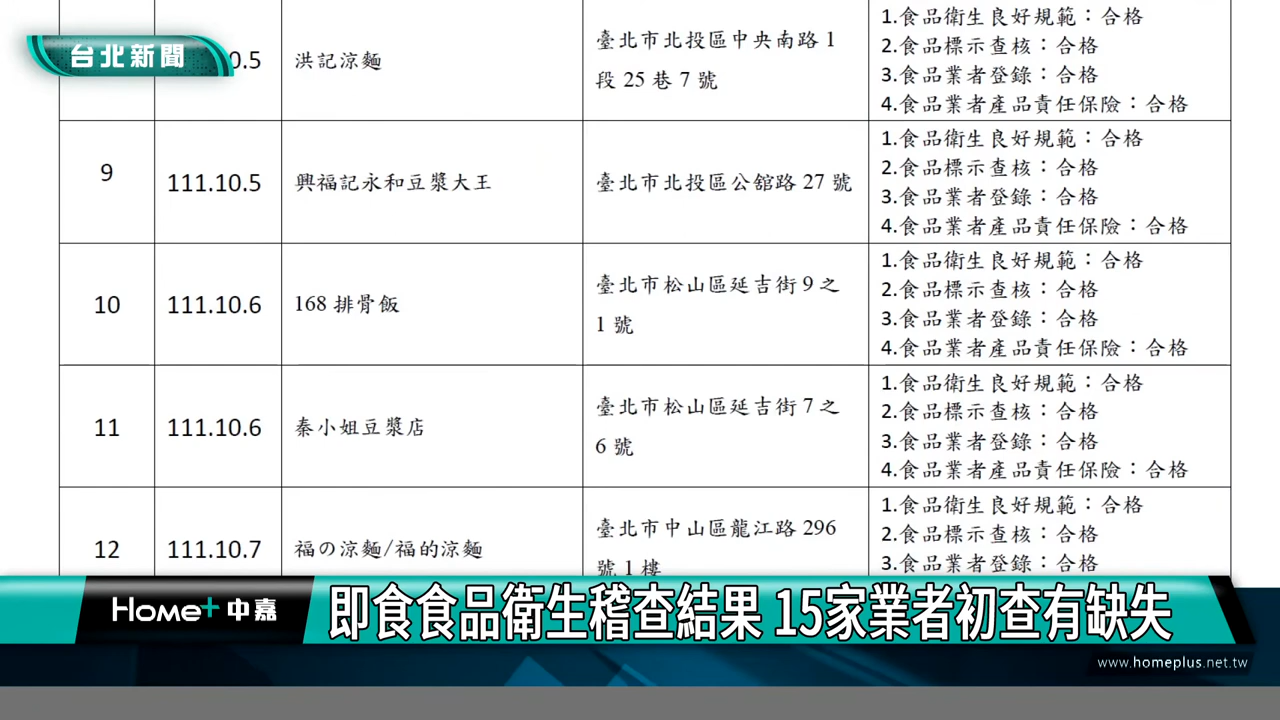 台北新聞
0.5
洪記涼麵
臺北市北投區中央南路 1
段 25 巷 7 號
1.食品衛生良好規範：合格
2.食品標示查核：合格
3.食品業者登錄：合格
4.食品業者產品責任保險：合格
9
111.10.5
興福記永和豆漿大王
臺北市北投區公舘路 27 號
1.食品衛生良好規範：合格
2.食品標示查核：合格
3.食品業者登錄：合格
4.食品業者產品責任保險：合格
10
111.10.6
168 排骨飯
臺北市松山區延吉街 9 之
1 號
1.食品衛生良好規範：合格
2.食品標示查核：合格
3.食品業者登錄：合格
4.食品業者產品責任保險：合格
11
111.10.6
秦小姐豆漿店
臺北市松山區延吉街 7 之
6 號
1.食品衛生良好規範：合格
2.食品標示查核：合格
3.食品業者登錄：合格
4.食品業者產品責任保險：合格
12
111.10.7
福の涼麵/福的涼麵
臺北市中山區龍江路 296
號 1 樓
1.食品衛生良好規範：合格
2.食品標示查核：合格
3.食品業者登錄：合格
Home+ 中嘉
即食食品衛生稽查結果 15家業者初查有缺失
www.homeplus.net.tw